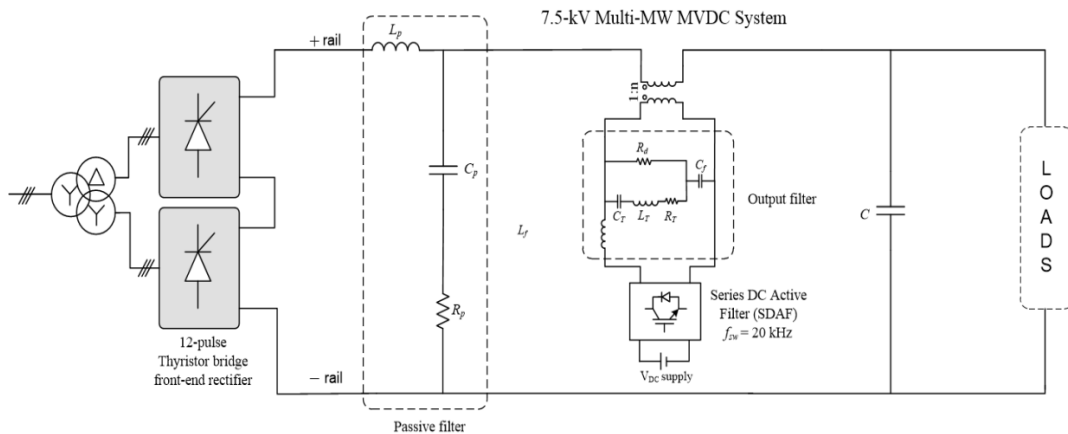 7.5-kV Multi-MW MVDC System
+ rail
L_p
1:n
R_d
C_f
C_p
C_T
L_T
R_T
Output filter
L_f
C
LOADS
R_p
Series DC Active
Filter (SDAF)
f_sw = 20 kHz
V_DC supply
12-pulse
Thyristor bridge
front-end rectifier
− rail
Passive filter
Y
Δ
Y